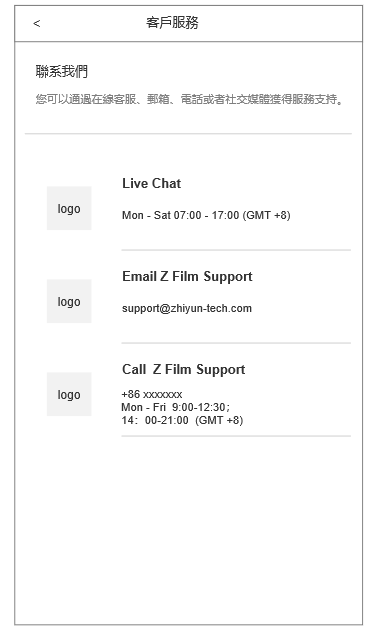 <
客戶服務
聯系我們
您可以通過在線客服、郵箱、電話或者社交媒體獲得服務支持。
logo
Live Chat
Mon - Sat 07:00 - 17:00 (GMT +8)
logo
Email Z Film Support
support@zhiyun-tech.com
logo
Call  Z Film Support
+86 xxxxxxx
Mon - Fri  9:00-12:30；
14：00-21:00  (GMT +8)